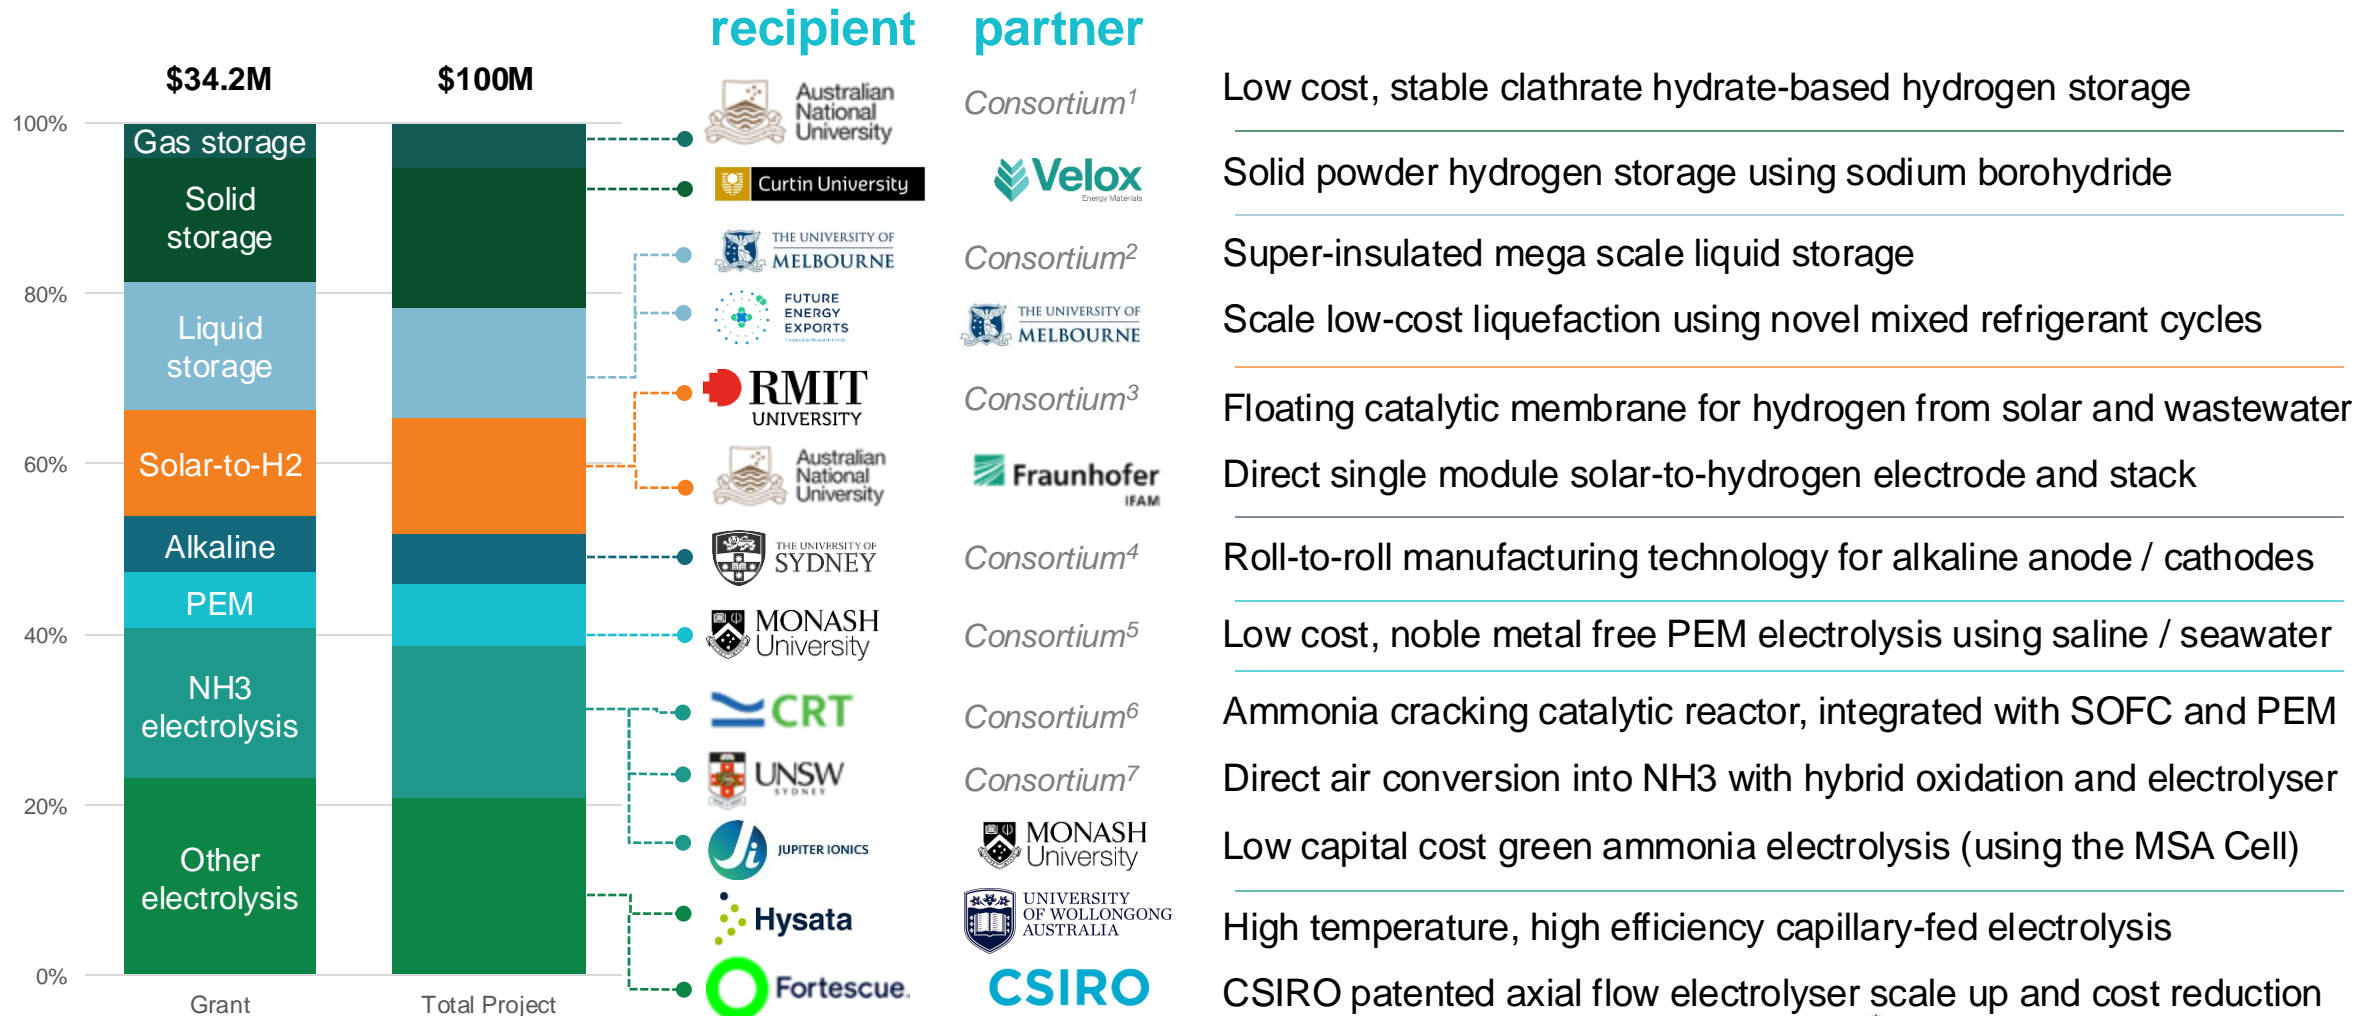 recipient
partner
$34.2M
$100M
100%
80%
60%
40%
20%
0%
Gas storage
Solid
storage
Liquid
storage
Solar-to-H2
Alkaline
PEM
NH3
electrolysis
Other
electrolysis
Grant
Total Project
Australian
National
University
Consortium1
Low cost, stable clathrate hydrate-based hydrogen storage
Curtin University
Velox
Energy Materials
Solid powder hydrogen storage using sodium borohydride
THE UNIVERSITY OF
MELBOURNE
Consortium2
Super-insulated mega scale liquid storage
FUTURE
ENERGY
EXPORTS
THE UNIVERSITY OF
MELBOURNE
Scale low-cost liquefaction using novel mixed refrigerant cycles
RMIT
UNIVERSITY
Consortium3
Floating catalytic membrane for hydrogen from solar and wastewater
Australian
National
University
Fraunhofer
IFAM
Direct single module solar-to-hydrogen electrode and stack
THE UNIVERSITY OF
SYDNEY
Consortium4
Roll-to-roll manufacturing technology for alkaline anode / cathodes
MONASH
University
Consortium5
Low cost, noble metal free PEM electrolysis using saline / seawater
CRT
Consortium6
Ammonia cracking catalytic reactor, integrated with SOFC and PEM
UNSW
SYDNEY
Consortium7
Direct air conversion into NH3 with hybrid oxidation and electrolyser
Ji
JUPITER IONICS
MONASH
University
Low capital cost green ammonia electrolysis (using the MSA Cell)
Hysata
UNIVERSITY
OF WOLLONGONG
AUSTRALIA
High temperature, high efficiency capillary-fed electrolysis
Fortescue.
CSIRO
CSIRO patented axial flow electrolyser scale up and cost reduction